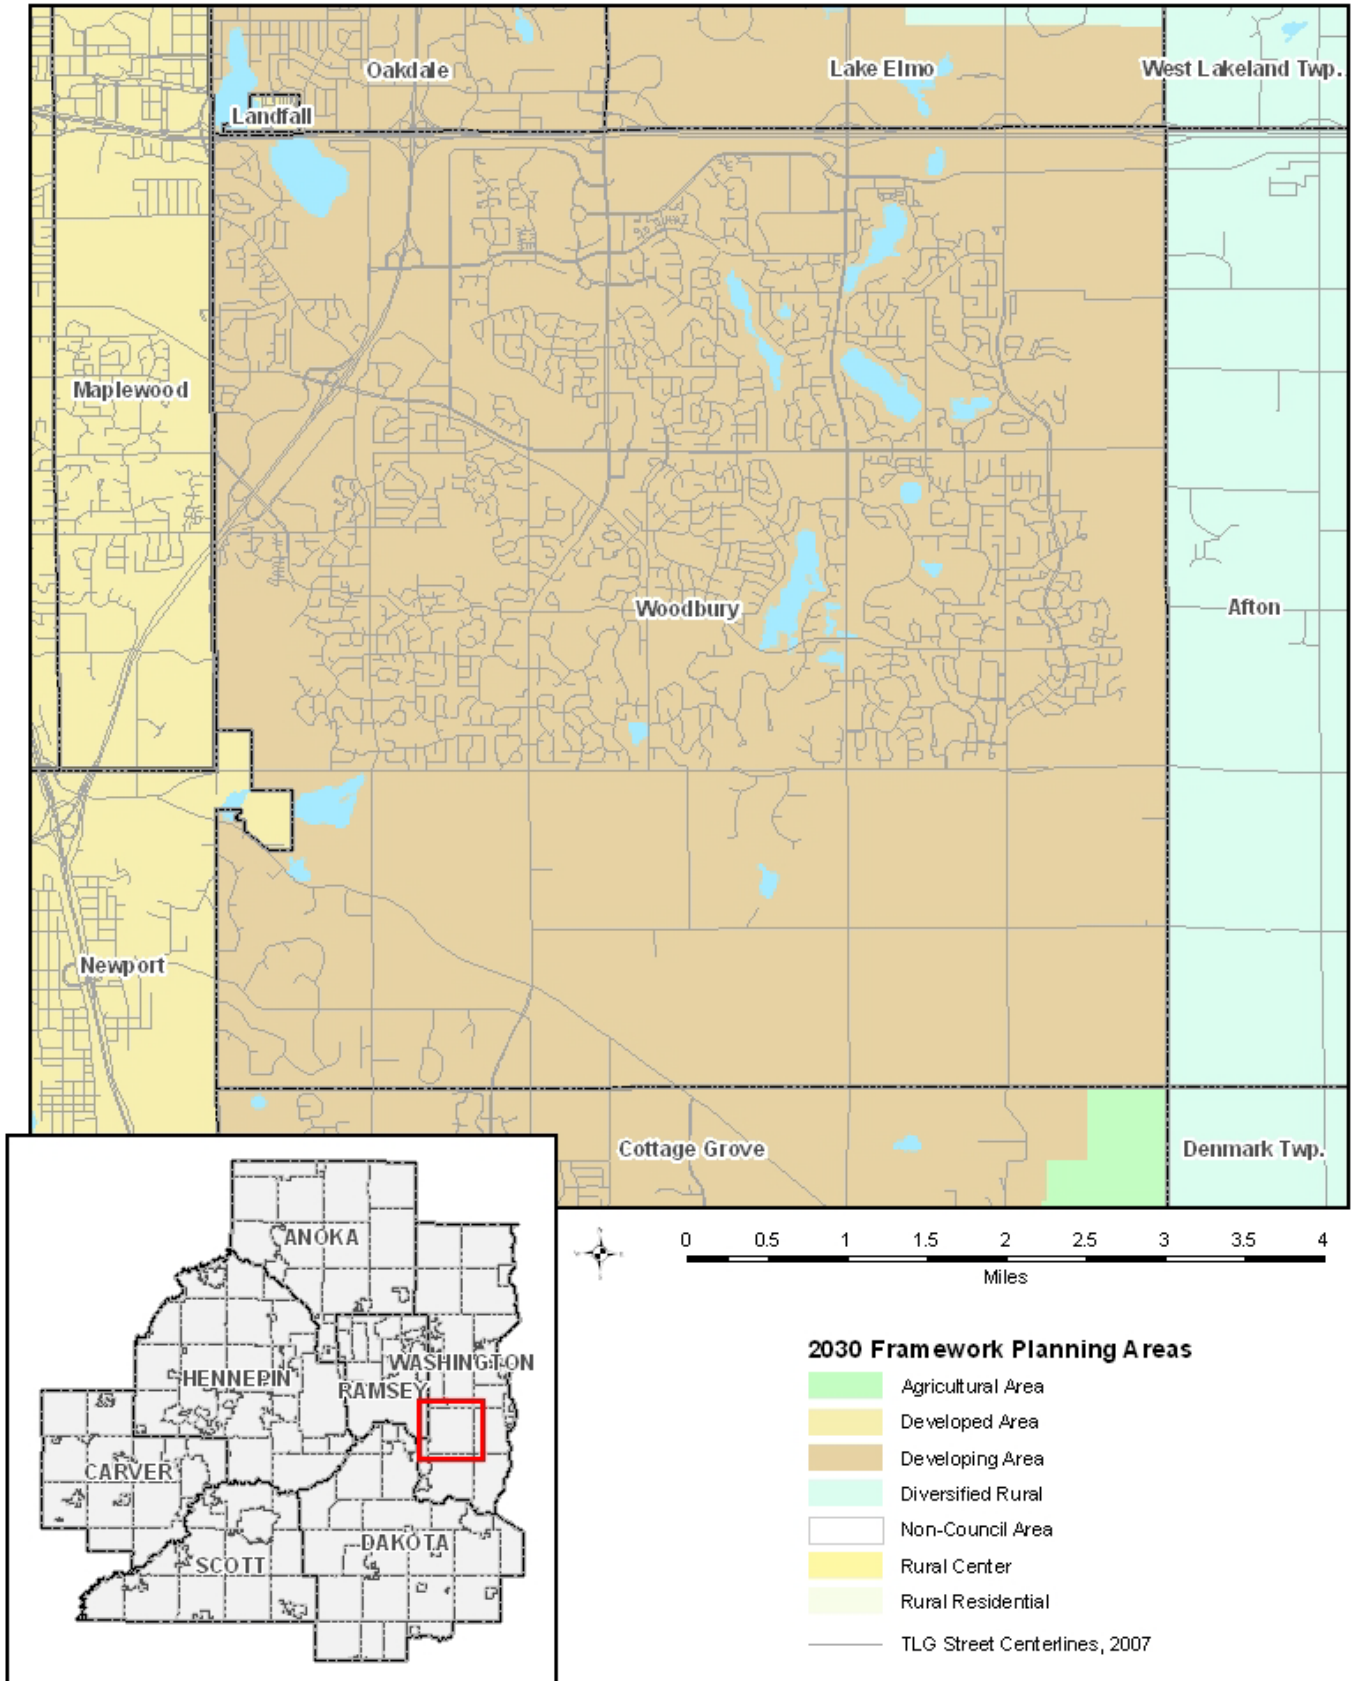 Oakdale
Lake Elmo
West Lakeland Twp.
Landfall
Maplewood
Woodbury
Afton
Newport
Cottage Grove
Denmark Twp.
ANOKA
WASHINGTON
HENNEPIN
RAMSEY
CARVER
DAKOTA
SCOTT
0 0.5 1 1.5 2 2.5 3 3.5 4
Miles
2030 Framework Planning Areas
Agricultural Area
Developed Area
Developing Area
Diversified Rural
Non-Council Area
Rural Center
Rural Residential
TLG Street Centerlines, 2007